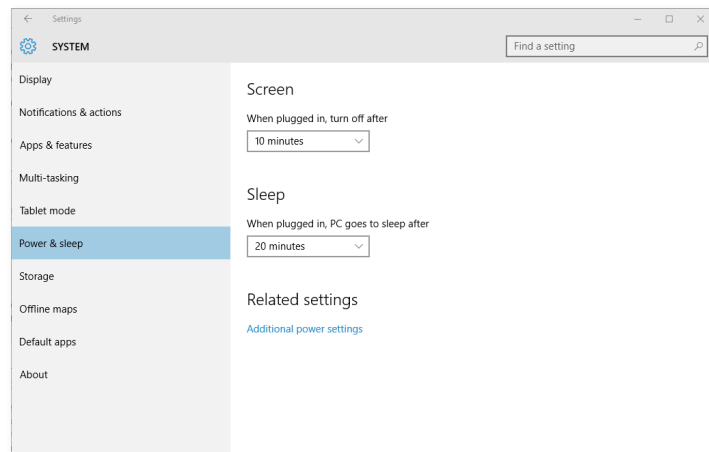 Settings
SYSTEM
Find a setting
Display
Notifications & actions
Apps & features
Multi-tasking
Tablet mode
Power & sleep
Storage
Offline maps
Default apps
About
Screen
When plugged in, turn off after
10 minutes
Sleep
When plugged in, PC goes to sleep after
20 minutes
Related settings
Additional power settings